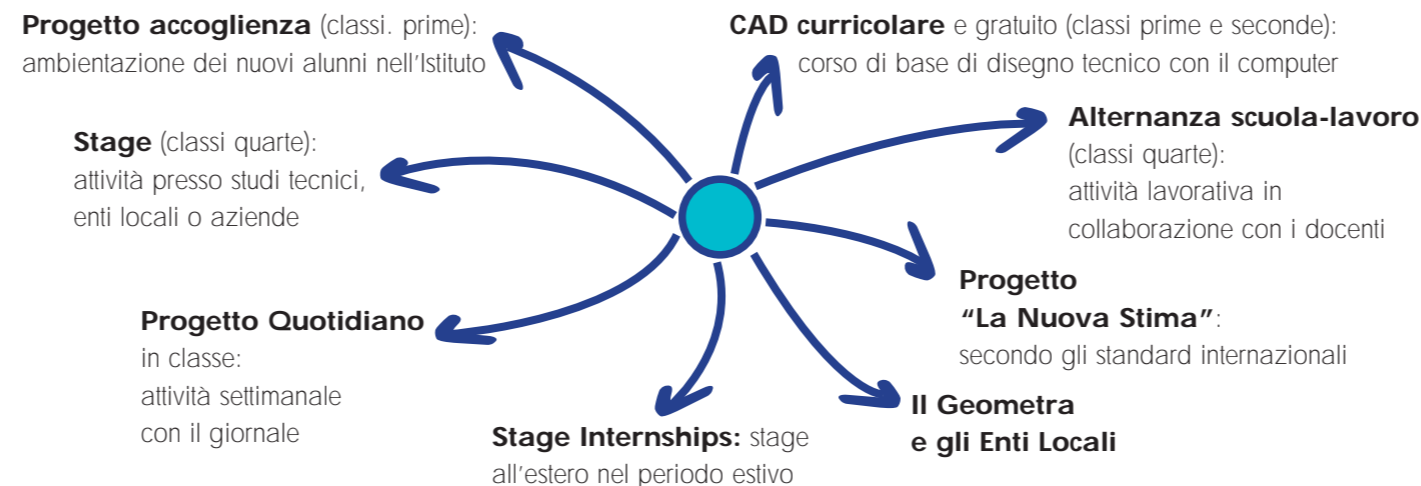 Progetto accoglienza (classi. prime):
ambientazione dei nuovi alunni nell'Istituto
CAD curricolare e gratuito (classi prime e seconde):
corso di base di disegno tecnico con il computer
Stage (classi quarte):
attività presso studi tecnici,
enti locali o aziende
Alternanza scuola-lavoro
(classi quarte):
attività lavorativa in
collaborazione con i docenti
Progetto Quotidiano
in classe:
attività settimanale
con il giornale
Progetto
"La Nuova Stima":
secondo gli standard internazionali
Stage Internships: stage
all'estero nel periodo estivo
Il Geometra
e gli Enti Locali